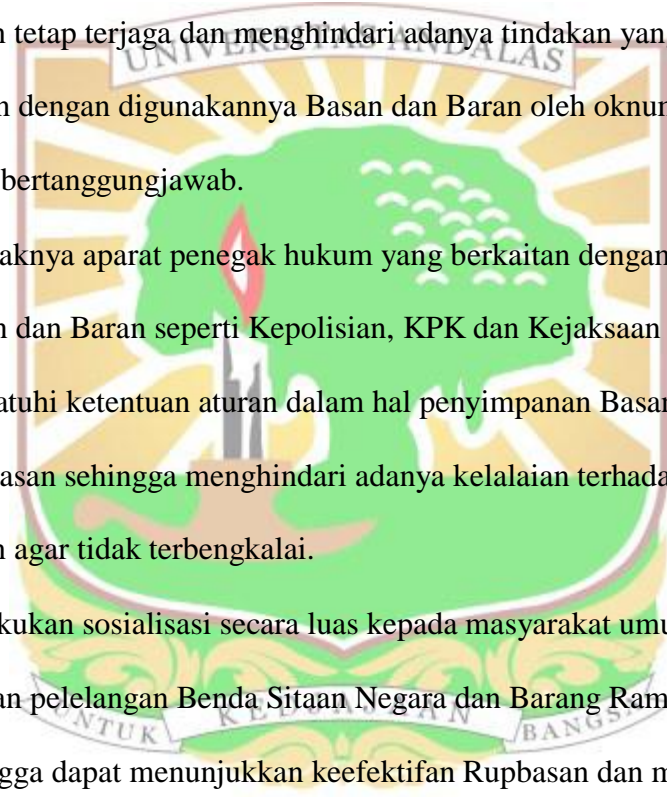 n tetap terjaga dan menghindari adanya tindakan yan
UNIVERSITAS ANDALAS
n dengan digunakannya Basan dan Baran oleh oknum
bertanggungjawab.
aknya aparat penegak hukum yang berkaitan dengan
n dan Baran seperti Kepolisian, KPK dan Kejaksaan
atuhi ketentuan aturan dalam hal penyimpanan Basan
asan sehingga menghindari adanya kelalaian terhada
n agar tidak terbengkalai.
kukan sosialisasi secara luas kepada masyarakat umu
an pelelangan Benda Sitaan Negara dan Barang Ram
UNTUK KEDJAJAAN BANGSA
ngga dapat menunjukkan keefektifan Rupbasan dan m